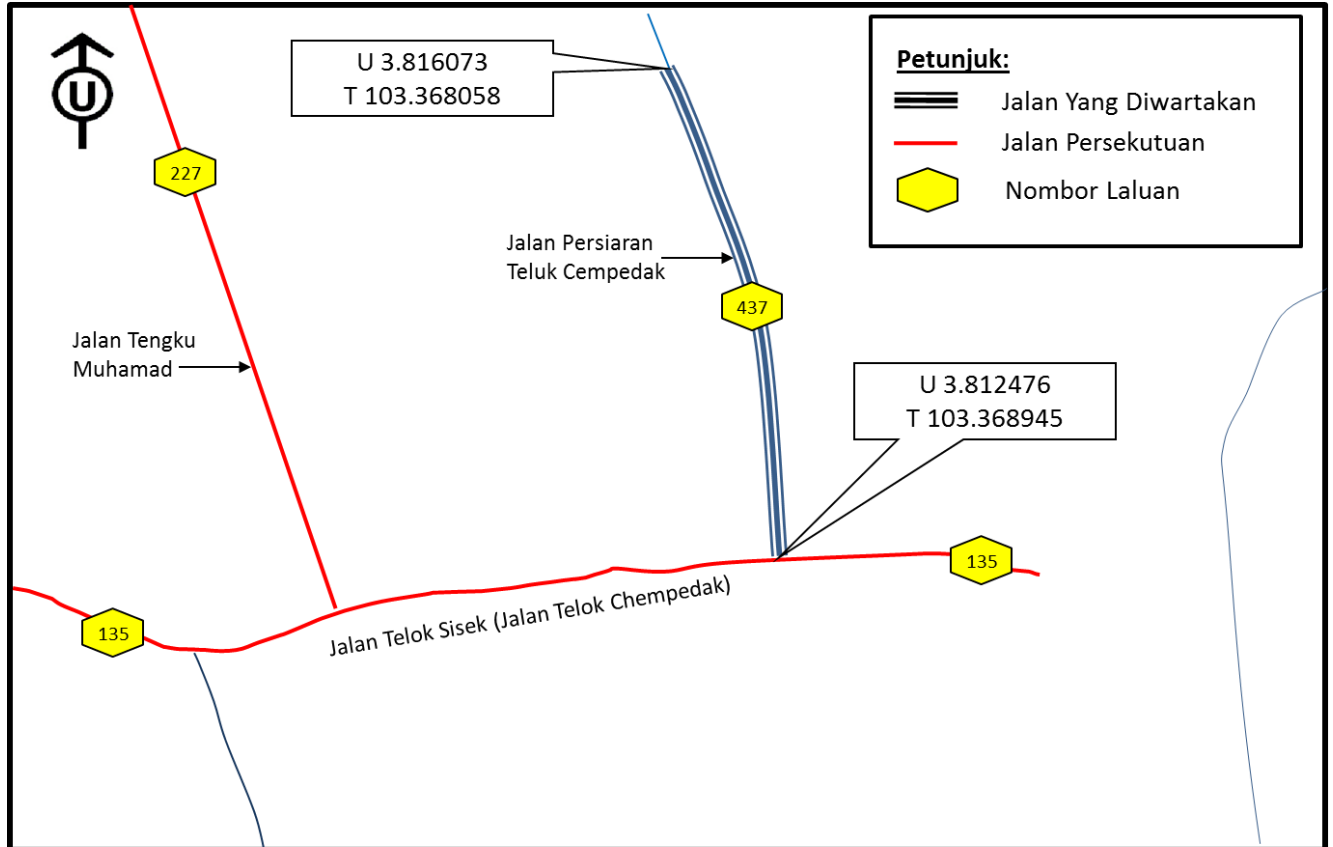 U
U 3.816073
T 103.368058
Petunjuk:
Jalan Yang Diwartakan
Jalan Persekutuan
Nombor Laluan
227
Jalan Persiaran
Teluk Cempedak
437
Jalan Tengku
Muhamad
U 3.812476
T 103.368945
135
135
Jalan Telok Sisek (Jalan Telok Chempedak)